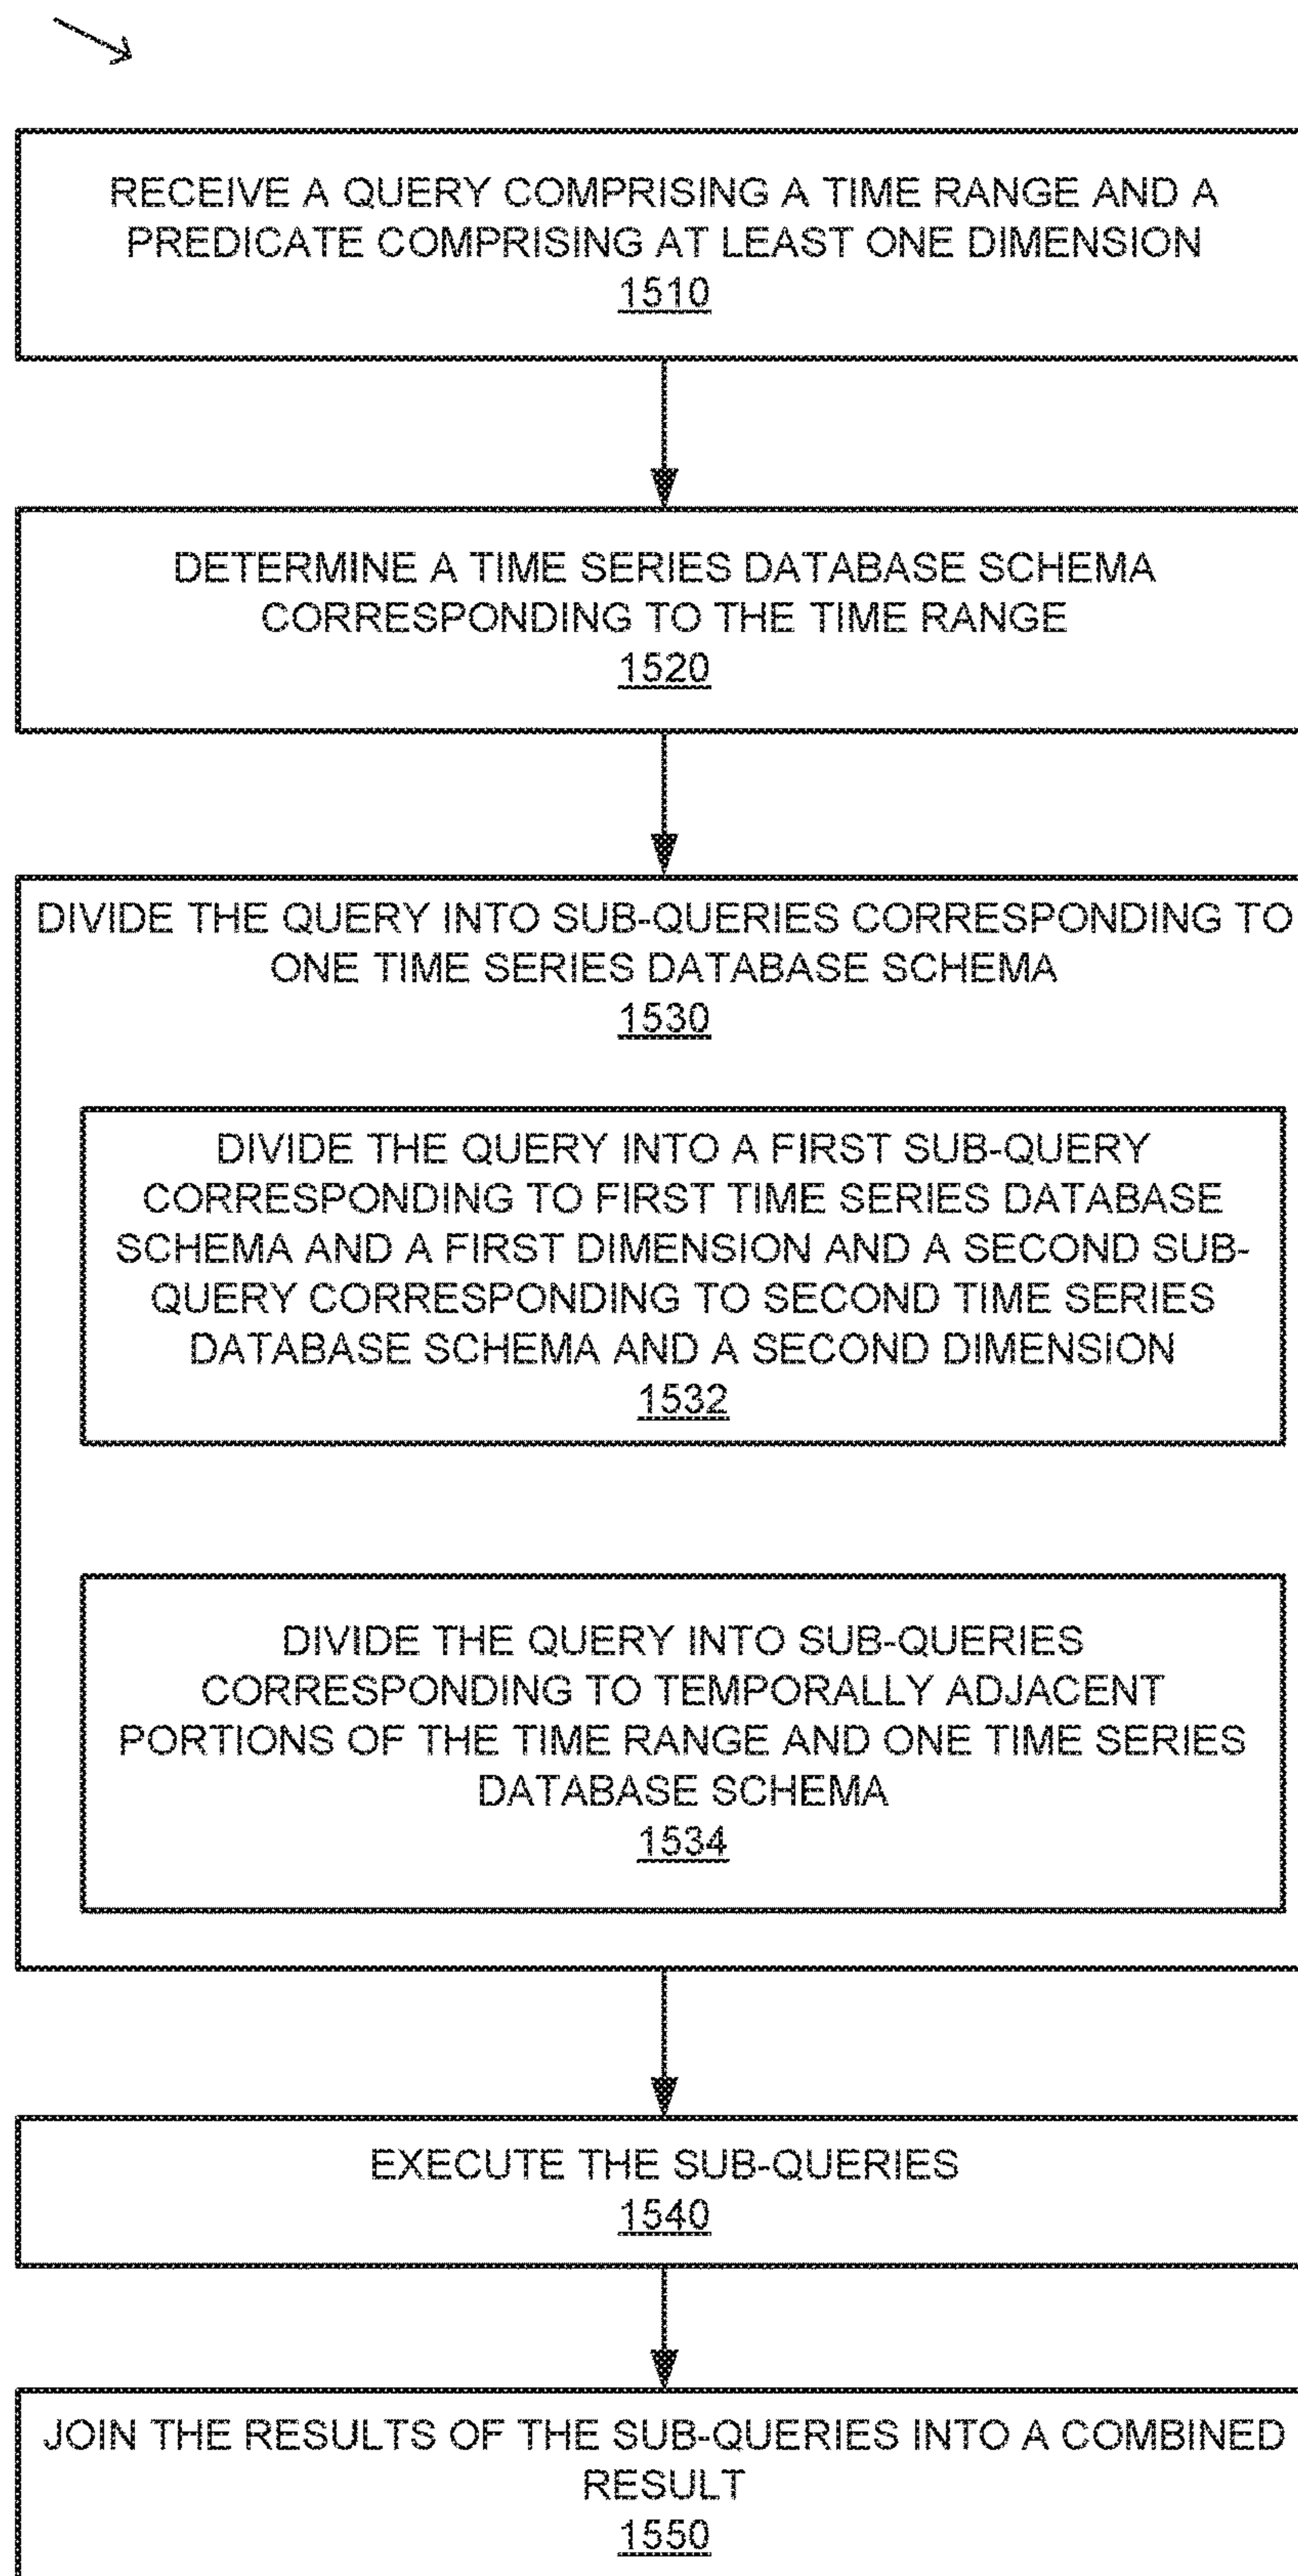 RECEIVE A QUERY COMPRISING A TIME RANGE AND A
PREDICATE COMPRISING AT LEAST ONE DIMENSION
1510
DETERMINE A TIME SERIES DATABASE SCHEMA
CORRESPONDING TO THE TIME RANGE
1520
DIVIDE THE QUERY INTO SUB-QUERIES CORRESPONDING TO
ONE TIME SERIES DATABASE SCHEMA
1530
DIVIDE THE QUERY INTO A FIRST SUB-QUERY
CORRESPONDING TO FIRST TIME SERIES DATABASE
SCHEMA AND A FIRST DIMENSION AND A SECOND SUB-
QUERY CORRESPONDING TO SECOND TIME SERIES
DATABASE SCHEMA AND A SECOND DIMENSION
1532
DIVIDE THE QUERY INTO SUB-QUERIES
CORRESPONDING TO TEMPORALLY ADJACENT
PORTIONS OF THE TIME RANGE AND ONE TIME SERIES
DATABASE SCHEMA
1534
EXECUTE THE SUB-QUERIES
1540
JOIN THE RESULTS OF THE SUB-QUERIES INTO A COMBINED
RESULT
1550